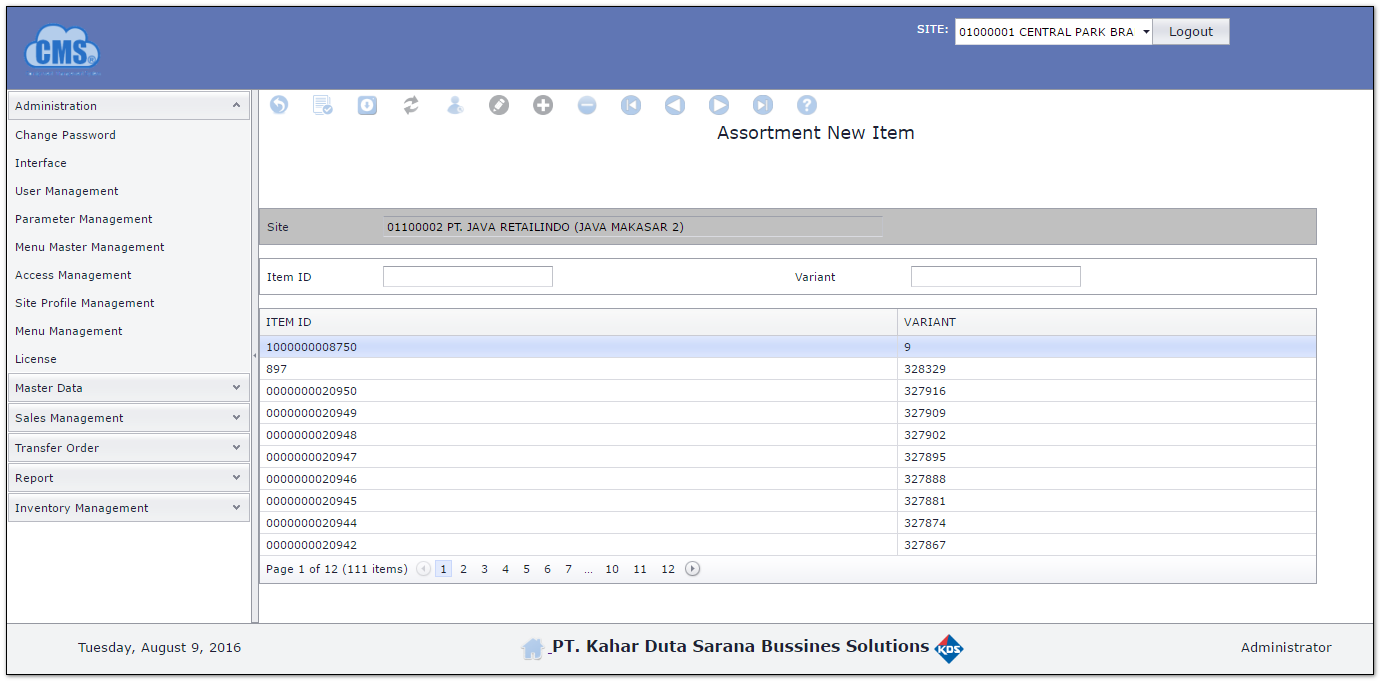 CMS
SITE: 01000001 CENTRAL PARK BRA Logout
Administration
Change Password
Interface
User Management
Parameter Management
Menu Master Management
Access Management
Site Profile Management
Menu Management
License
Master Data
Sales Management
Transfer Order
Report
Inventory Management
Assortment New Item
Site 01100002 PT. JAVA RETAILINDO (JAVA MAKASAR 2)
Item ID Variant
ITEM ID VARIANT
1000000008750 9
897 328329
0000000020950 327916
0000000020949 327909
0000000020948 327902
0000000020947 327895
0000000020946 327888
0000000020945 327881
0000000020944 327874
0000000020942 327867
Page 1 of 12 (111 items) 1 2 3 4 5 6 7 ... 10 11 12
Tuesday, August 9, 2016 PT. Kahar Duta Sarana Bussines Solutions KDS Administrator